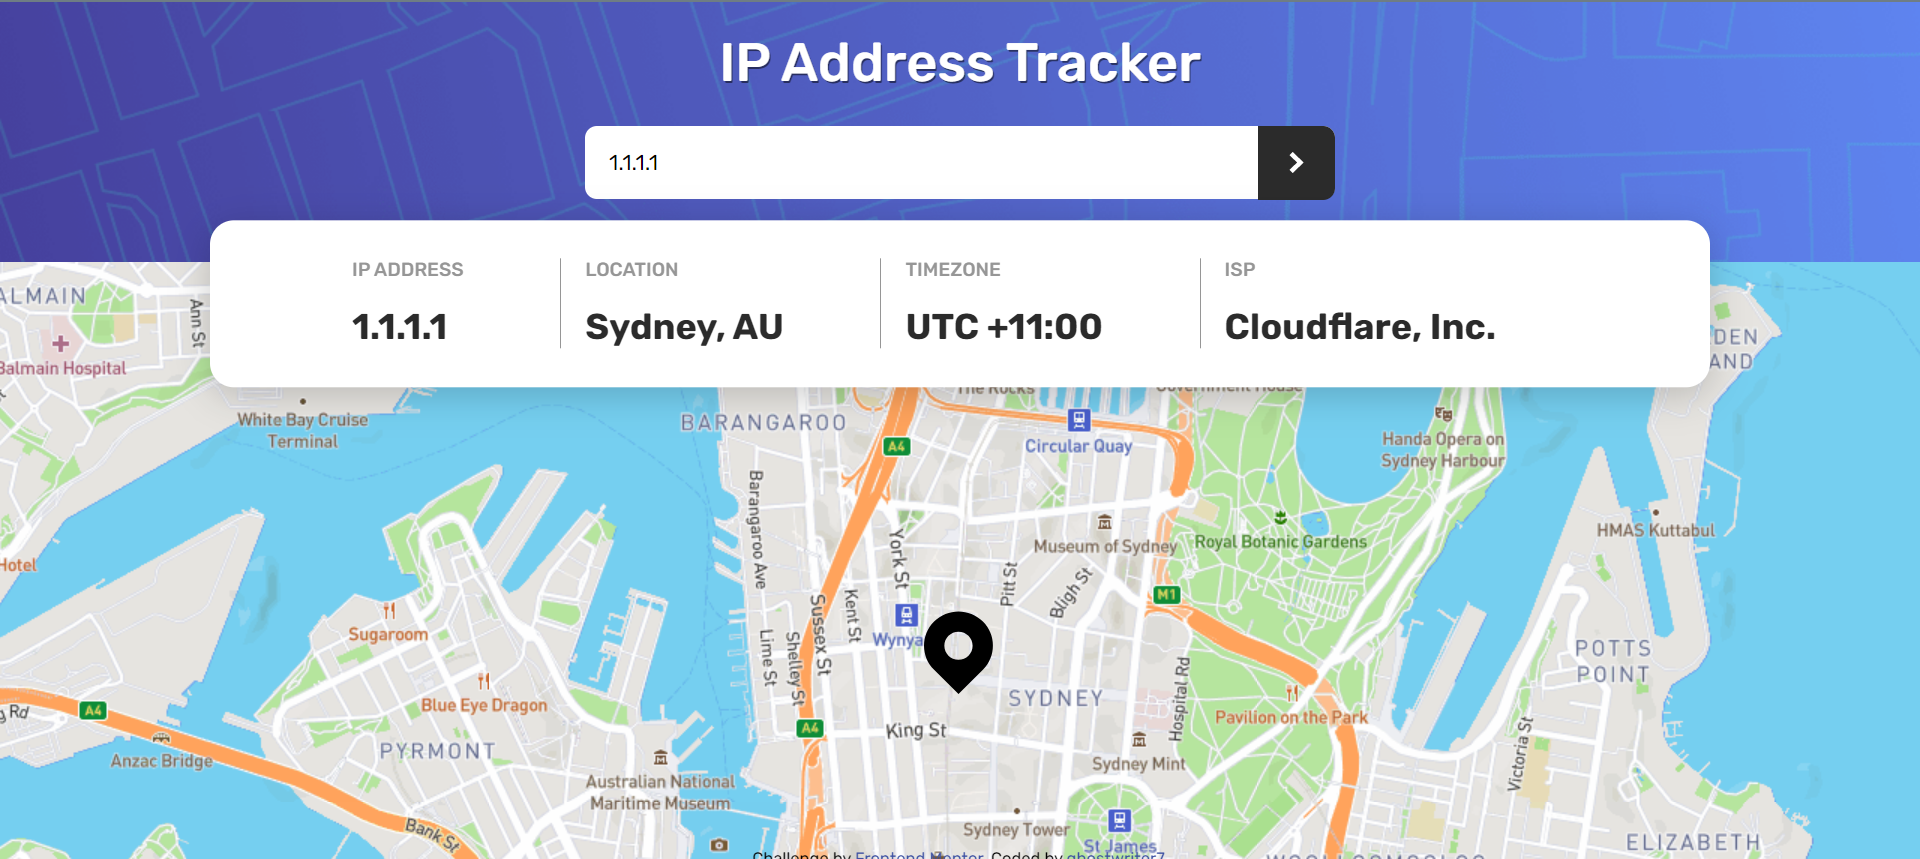 IP Address Tracker
1.1.1.1
IP ADDRESS
1.1.1.1
LOCATION
Sydney, AU
TIMEZONE
UTC +11:00
ISP
Cloudflare, Inc.
Ann St
Balmain Hospital
White Bay Cruise
Terminal
BARANGAROO
A4
The Rocks
Circular Quay
Government House
Handa Opera on
Sydney Harbour
HMAS Kuttabul
Barangaroo Ave
York St
Museum of Sydney
Royal Botanic Gardens
Hotel
Pitt St
Bligh St
M1
Sugaroom
Lime St
Shelley St
Sussex St
Kent St
POTTS
POINT
SYDNEY
Hospital Rd
A4
Rd
Blue Eye Dragon
A4
King St
Pavilion on the Park
Victoria St
Anzac Bridge
PYRMONT
Australian National
Maritime Museum
Sydney Mint
Bank St
Sydney Tower
St James
ELIZABETH
Challenge by Frontend Mentor. Coded by ghostwriter7